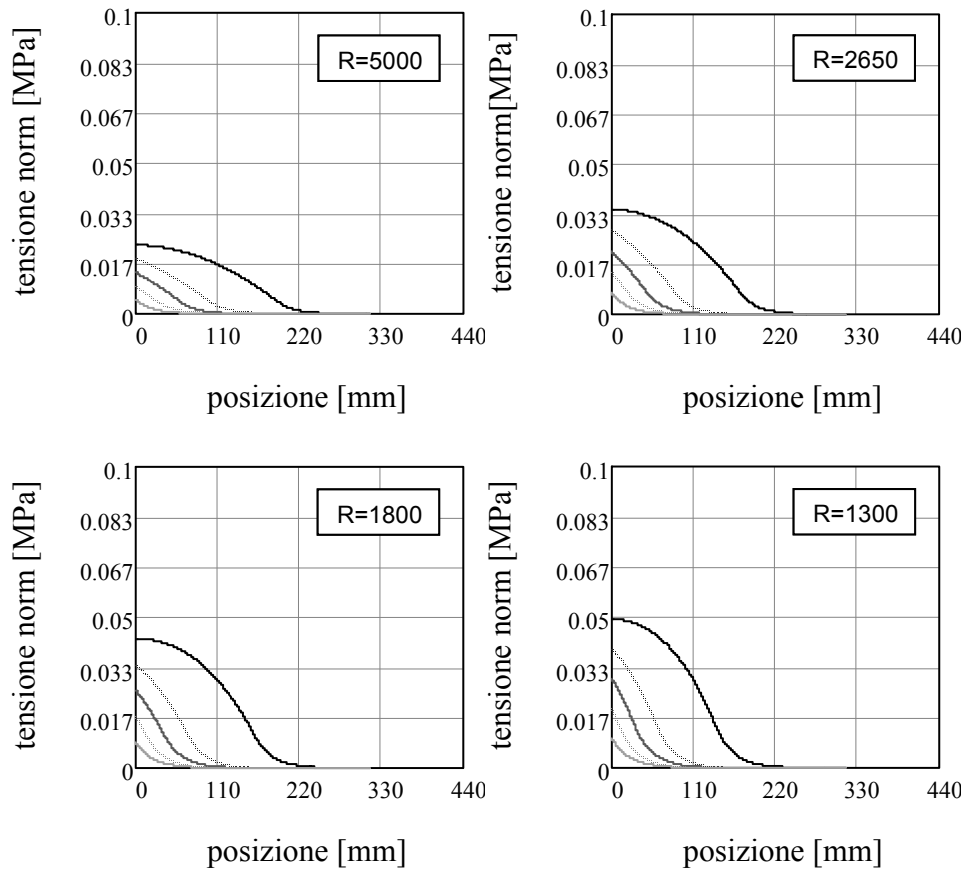 tensione norm [MPa]
0.1
0.083
0.067
0.05
0.033
0.017
0
R=5000
0 110 220 330 440
posizione [mm]
tensione norm[MPa]
0.1
0.083
0.067
0.05
0.033
0.017
0
R=2650
0 110 220 330 440
posizione [mm]
tensione norm [MPa]
0.1
0.083
0.067
0.05
0.033
0.017
0
R=1800
0 110 220 330 440
posizione [mm]
tensione norm [MPa]
0.1
0.083
0.067
0.05
0.033
0.017
0
R=1300
0 110 220 330 440
posizione [mm]